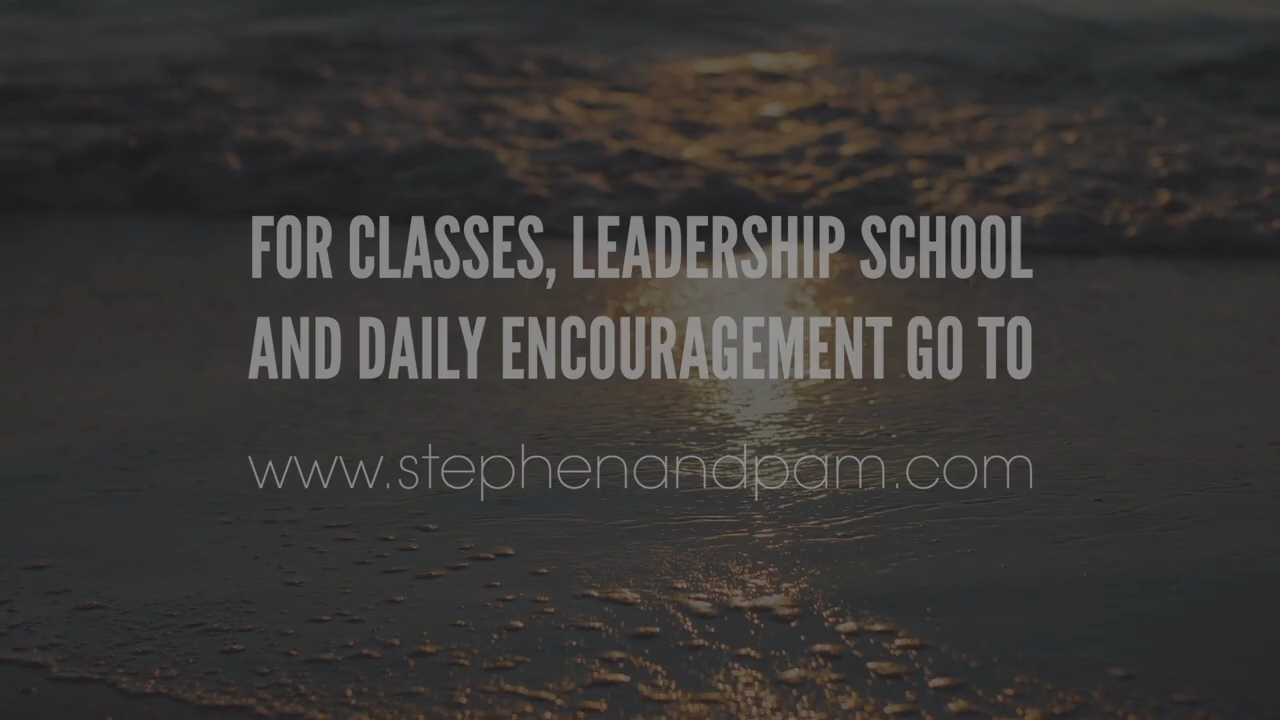 FOR CLASSES, LEADERSHIP SCHOOL
AND DAILY ENCOURAGEMENT GO TO
www.stephenandpam.com